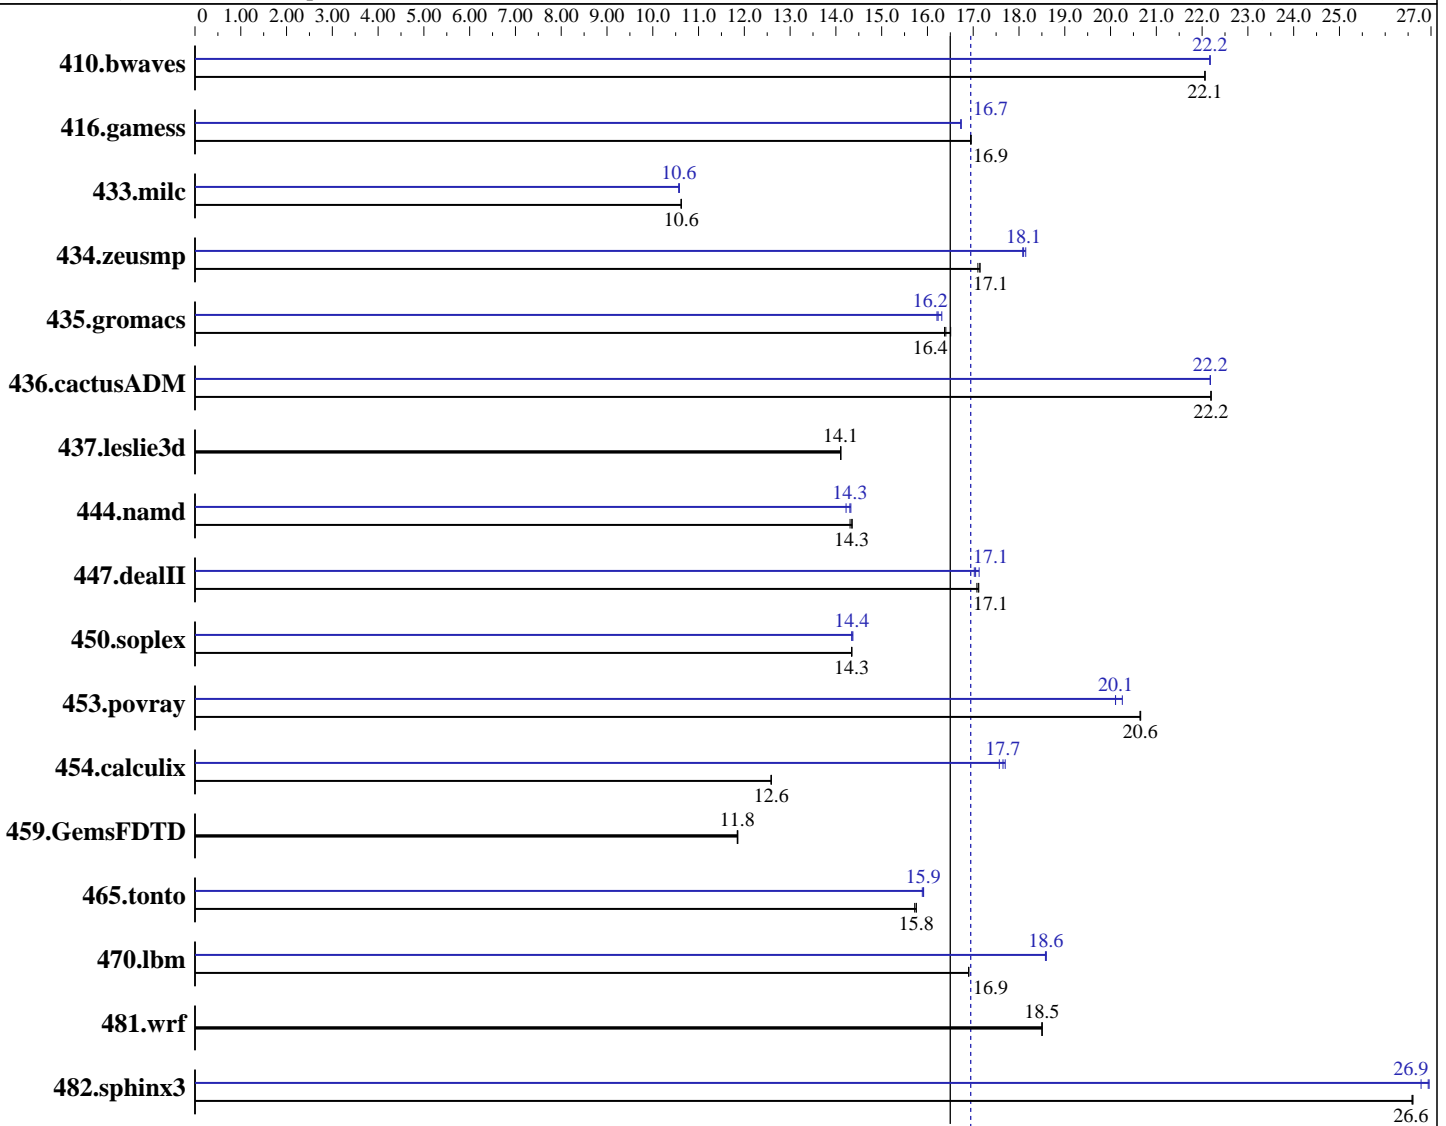 0 1.00 2.00 3.00 4.00 5.00 6.00 7.00 8.00 9.00 10.0 11.0 12.0 13.0 14.0 15.0 16.0 17.0 18.0 19.0 20.0 21.0 22.0 23.0 24.0 25.0 27.0
22.2
410.bwaves
22.1
16.7
416.gamess
16.9
10.6
433.milc
10.6
18.1
434.zeusmp
17.1
16.2
435.gromacs
16.4
22.2
436.cactusADM
22.2
14.1
437.leslie3d
14.3
444.namd
14.3
17.1
447.dealII
17.1
14.4
450.soplex
14.3
20.1
453.povray
20.6
17.7
454.calculix
12.6
11.8
459.GemsFDTD
15.9
465.tonto
15.8
18.6
470.lbm
16.9
18.5
481.wrf
26.9
482.sphinx3
26.6